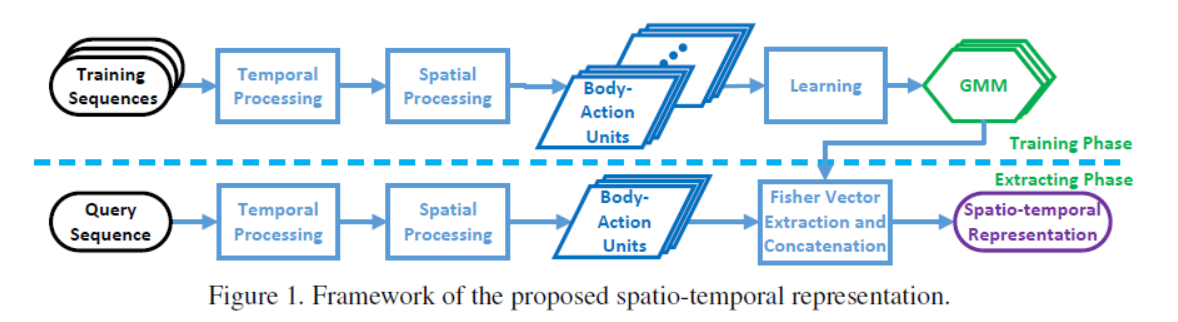 Training
Sequences
Temporal
Processing
Spatial
Processing
Body-
Action
Units
Learning
GMM
Training Phase
Extracting Phase
Query
Sequence
Temporal
Processing
Spatial
Processing
Body-
Action
Units
Fisher Vector
Extraction and
Concatenation
Spatio-temporal
Representation
Figure 1. Framework of the proposed spatio-temporal representation.